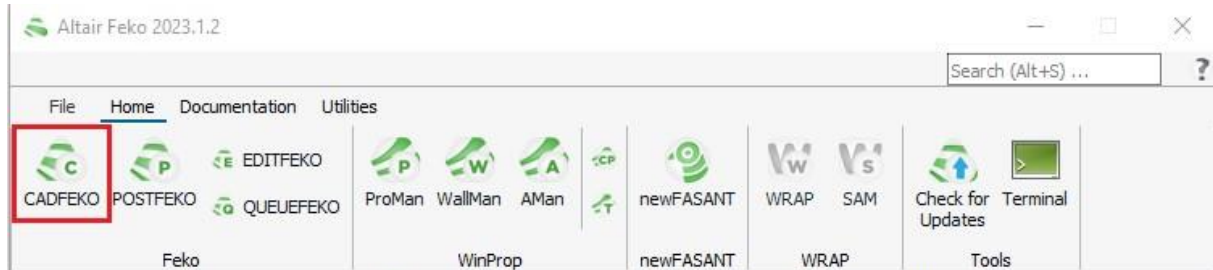 Altair Feko 2023.1.2
Search (Alt+S) ... ?
File Home Documentation Utilities
C P E EDITFEKO P W A CP W S
CADFEKO POSTFEKO Q QUEUEFEKO ProMan WallMan AMan T newFASANT WRAP SAM Check for Updates Terminal
Feko WinProp newFASANT WRAP Tools